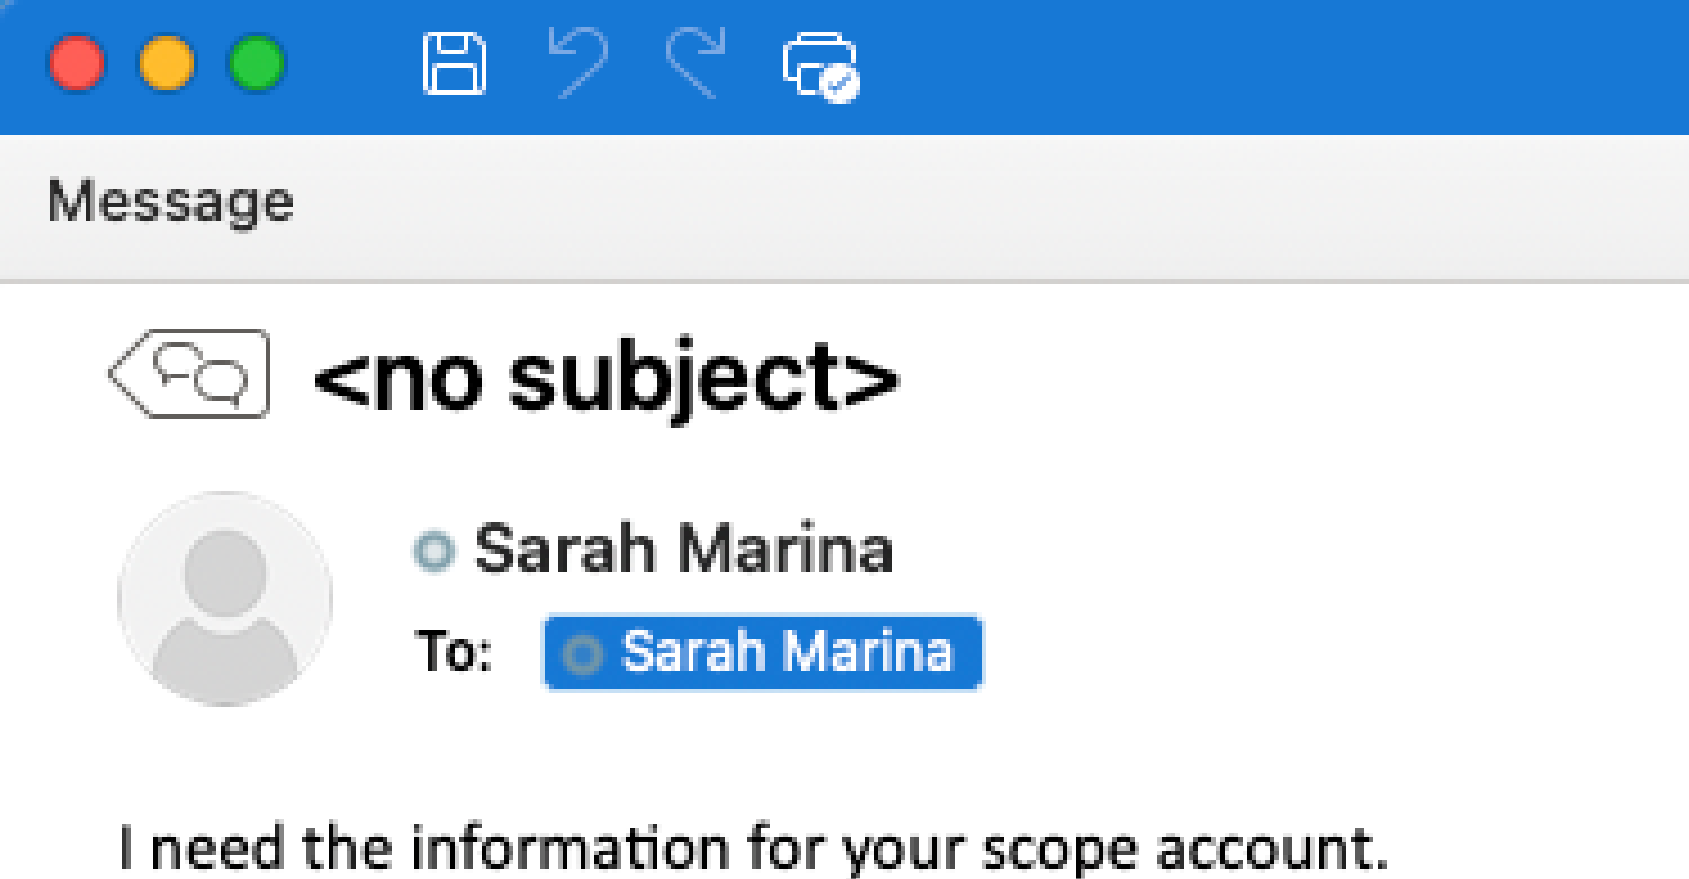 Message
<no subject>
Sarah Marina
To: Sarah Marina
I need the information for your scope account.